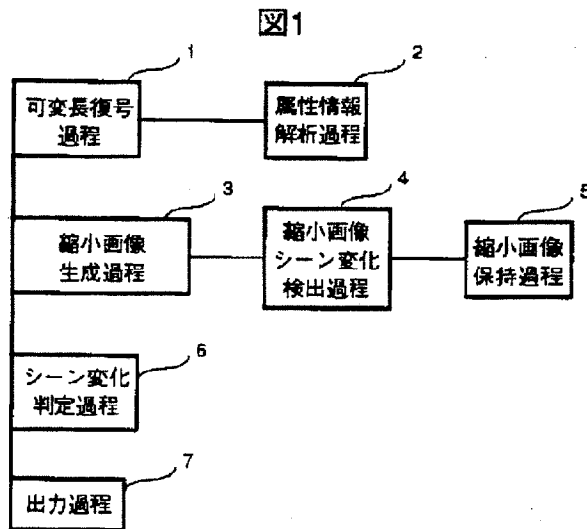 図1
1
可変長復号
過程
2
属性情報
解析過程
3
縮小画像
生成過程
4
縮小画像
シーン変化
検出過程
5
縮小画像
保持過程
6
シーン変化
判定過程
7
出力過程